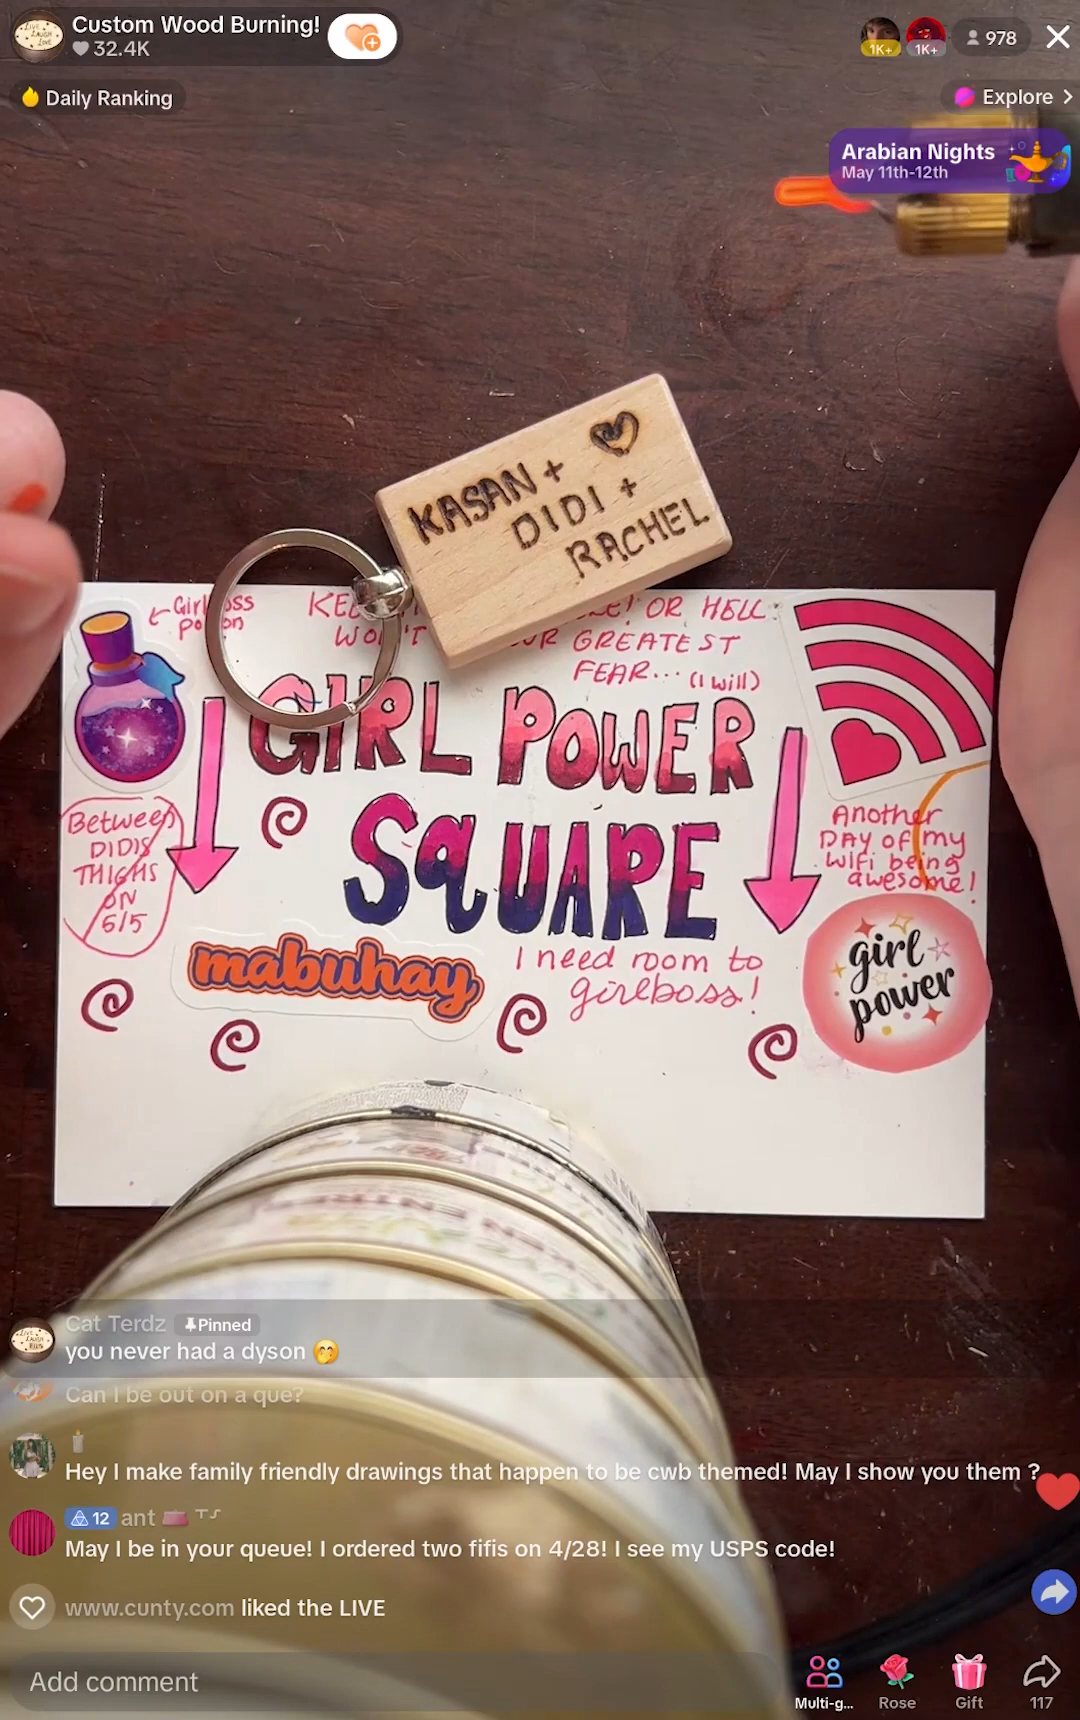 Custom Wood Burning!
32.4K
1K+
1K+
978
Daily Ranking
Explore
Arabian Nights
May 11th-12th
KASAN +
DIDI +
RACHEL
Girl
OR HELL
GREATEST
FEAR... (I will)
GIRL POWER
SQUARE
Between
DIDIS
THIGHS
ON
6/5
Another
DAY OF my
wifi being
awesome!
mabuhay
I need room to
girlboss!
girl
power
Cat Terdz Pinned
you never had a dyson 🤭
Can I be out on a que?
Hey I make family friendly drawings that happen to be cwb themed! May I show you them ?
12 ant
May I be in your queue! I ordered two fifis on 4/28! I see my USPS code!
www.cunty.com liked the LIVE
Add comment
Multi-g...
Rose
Gift
117